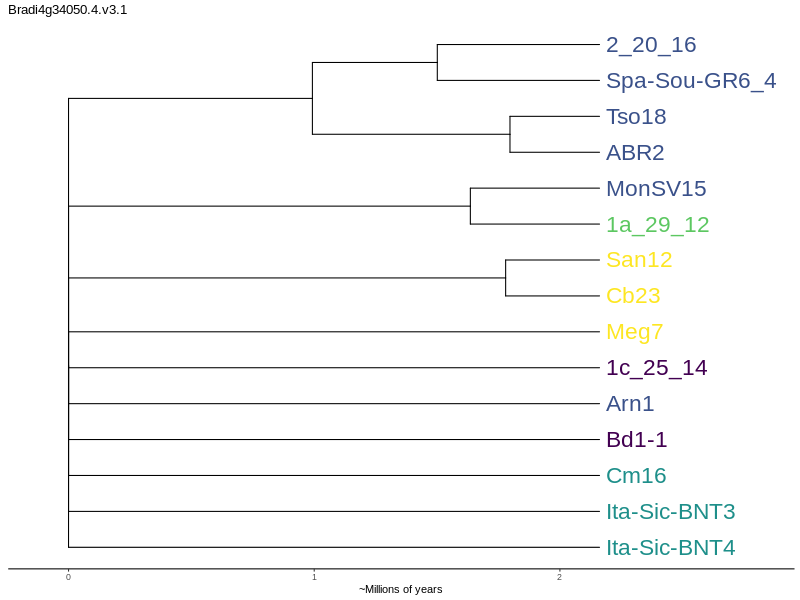 Bradi4g34050.4.v3.1
2_20_16
Spa-Sou-GR6_4
Tso18
ABR2
MonSV15
1a_29_12
San12
Cb23
Meg7
1c_25_14
Arn1
Bd1-1
Cm16
Ita-Sic-BNT3
Ita-Sic-BNT4
0 1 2
~Millions of years